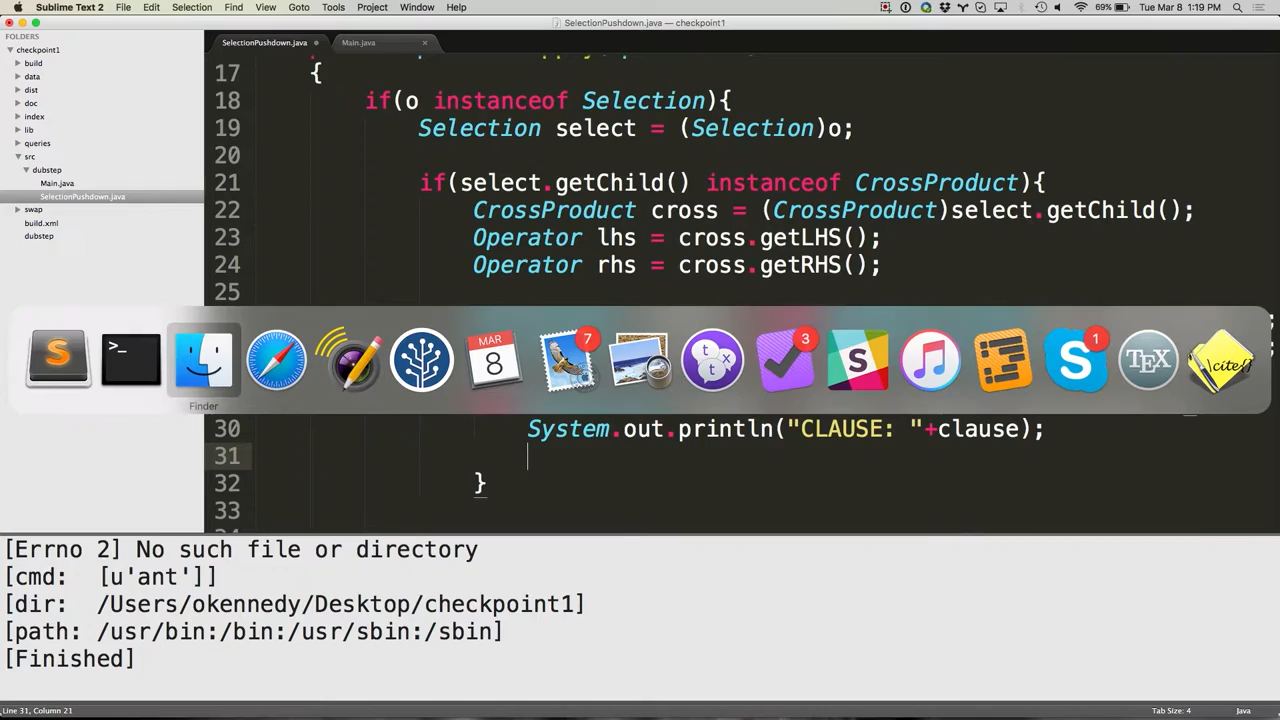 Sublime Text 2 File Edit Selection Find View Goto Tools Project Window Help 69% Tue Mar 8 1:19 PM
SelectionPushdown.java — checkpoint1
FOLDERS
checkpoint1
build
data
dist
doc
index
lib
queries
src
dubstep
Main.java
SelectionPushdown.java
swap
build.xml
dubstep
SelectionPushdown.java Main.java
17 {
18 if(o instanceof Selection){
19 Selection select = (Selection)o;
20
21 if(select.getChild() instanceof CrossProduct){
22 CrossProduct cross = (CrossProduct)select.getChild();
23 Operator lhs = cross.getLHS();
24 Operator rhs = cross.getRHS();
25
S
>_
MAR
8
7
t
x
3
S
S
1
TEX
\cite{}
Finder
30 System.out.println("CLAUSE: "+clause);
31
32 }
33
[Errno 2] No such file or directory
[cmd: [u'ant']]
[dir: /Users/okennedy/Desktop/checkpoint1]
[path: /usr/bin:/bin:/usr/sbin:/sbin]
[Finished]
Line 31, Column 21 Tab Size: 4 Java